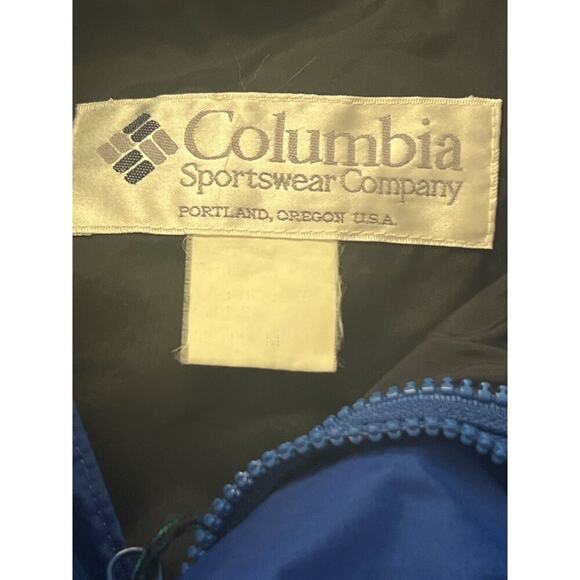 Columbia
Sportswear Company
PORTLAND, OREGON U.S.A.
M